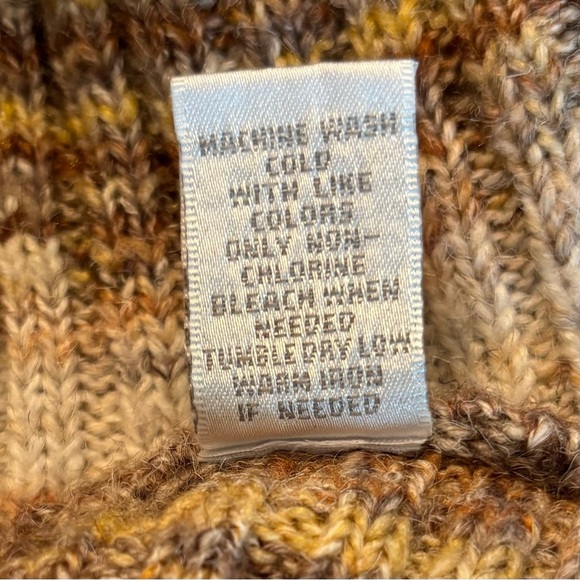 MACHINE WASH
COLD
WITH LIKE
COLORS
ONLY NON-
CHLORINE
BLEACH WHEN
NEEDED
TUMBLE DRY LOW
WARM IRON
IF NEEDED